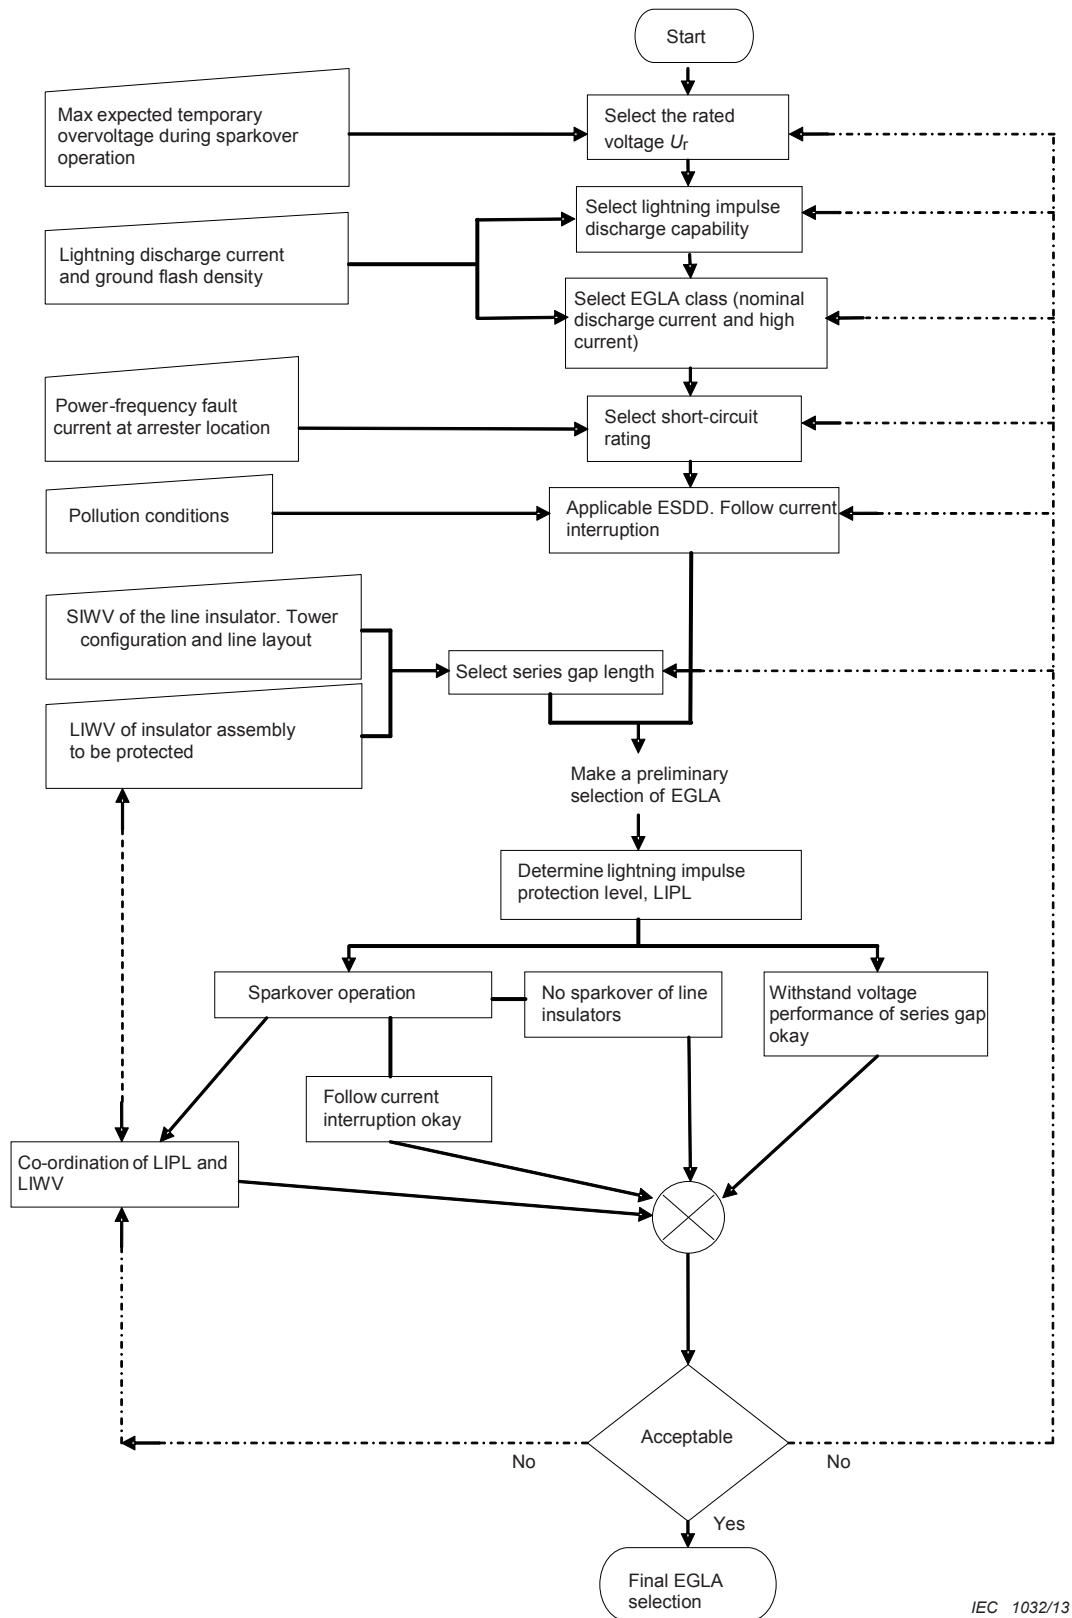 Start
Max expected temporary
overvoltage during sparkover
operation
Select the rated
voltage Ur
Lightning discharge current
and ground flash density
Select lightning impulse
discharge capability
Select EGLA class (nominal
discharge current and high
current)
Power-frequency fault
current at arrester location
Select short-circuit
rating
Pollution conditions
Applicable ESDD. Follow current
interruption
SIWV of the line insulator. Tower
configuration and line layout
Select series gap length
LIWV of insulator assembly
to be protected
Make a preliminary
selection of EGLA
Determine lightning impulse
protection level, LIPL
Sparkover operation
No sparkover of line
insulators
Withstand voltage
performance of series gap
okay
Follow current
interruption okay
Co-ordination of LIPL and
LIWV
Acceptable
No
No
Yes
Final EGLA
selection
IEC 1032/13